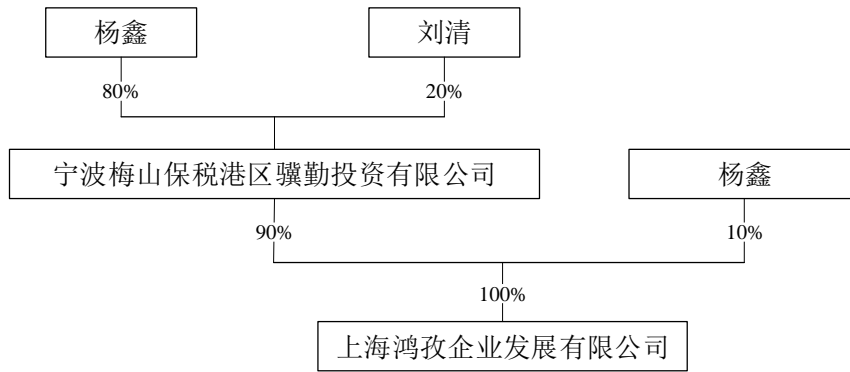 杨鑫
刘清
80%
20%
宁波梅山保税港区骥勤投资有限公司
杨鑫
90%
10%
100%
上海鸿孜企业发展有限公司